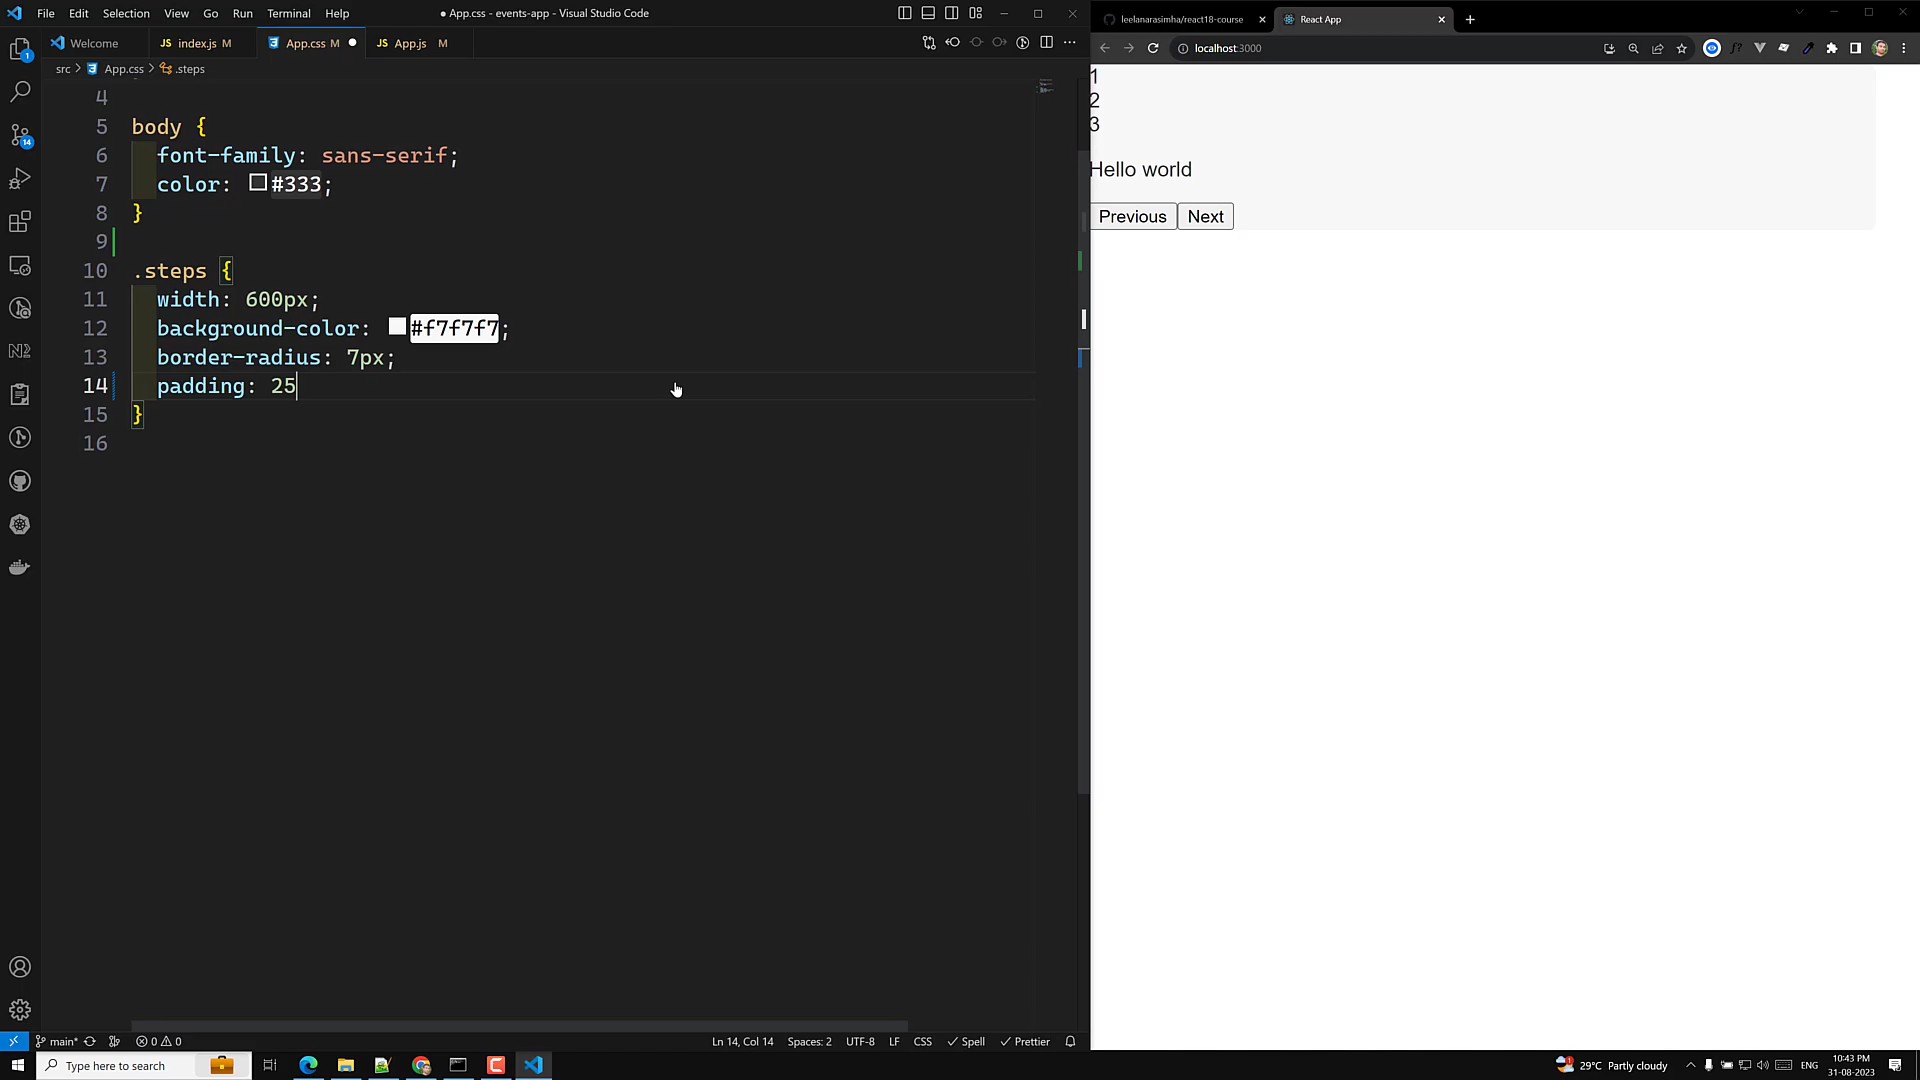 File Edit Selection View Go Run Terminal Help
● App.css - events-app - Visual Studio Code
Welcome
JS index.js M
App.css M ●
JS App.js M
src > App.css > .steps
4
5 body {
6 font-family: sans-serif;
7 color: #333;
8 }
9
10 .steps {
11 width: 600px;
12 background-color: #f7f7f7;
13 border-radius: 7px;
14 padding: 25
15 }
16
1
14
N2
main* 0 0
Ln 14, Col 14 Spaces: 2 UTF-8 LF CSS Spell Prettier
leelanarasimha/react18-course
React App
localhost:3000
f?
1
2
3
Hello world
Previous Next
Type here to search
29°C Partly cloudy
ENG
10:43 PM
31-08-2023